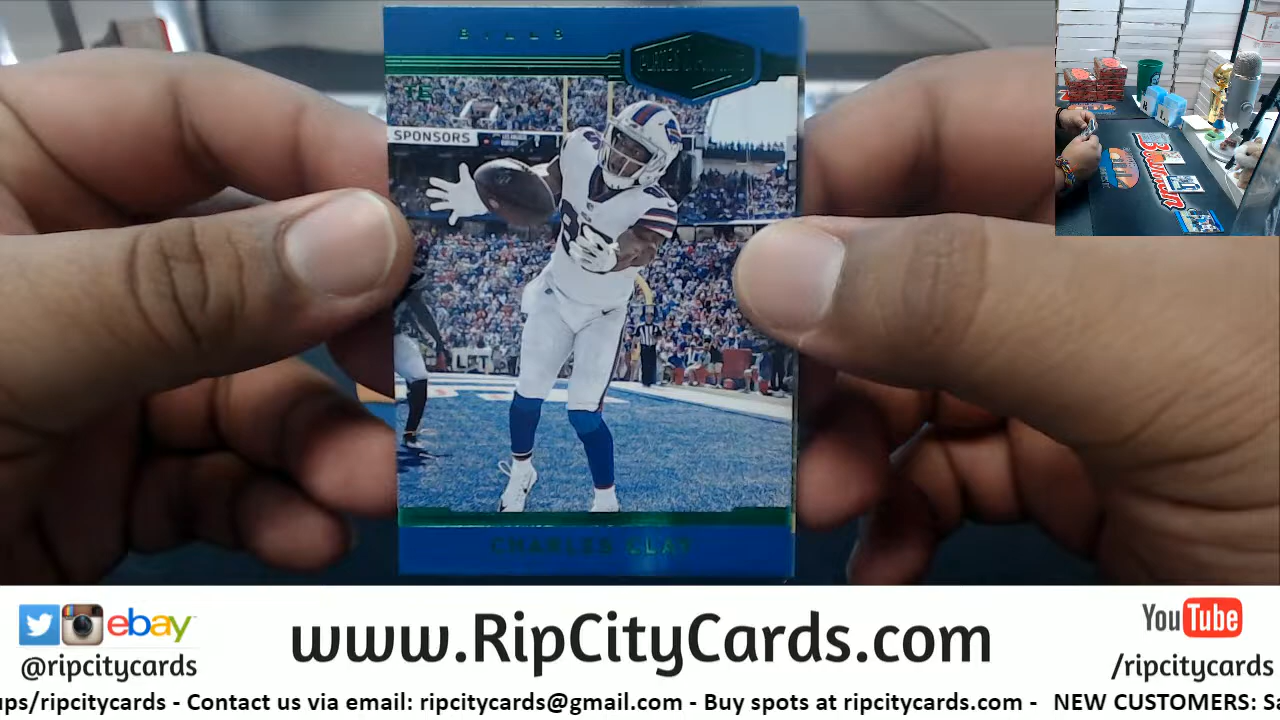 BILLS
TE
SPONSORS
CHARLES CLAY
ebay
@ripcitycards
www.RipCityCards.com
YouTube
/ripcitycards
ups/ripcitycards - Contact us via email: ripcitycards@gmail.com - Buy spots at ripcitycards.com - NEW CUSTOMERS: Sa